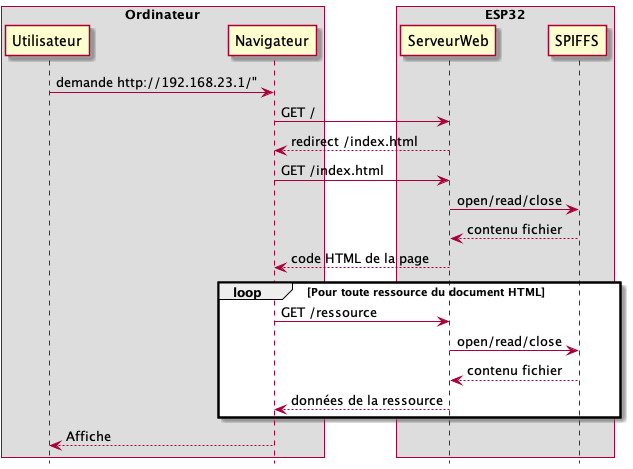 Ordinateur
ESP32
Utilisateur
Navigateur
ServeurWeb
SPIFFS
demande http://192.168.23.1/"
GET /
redirect /index.html
GET /index.html
open/read/close
contenu fichier
code HTML de la page
loop
[Pour toute ressource du document HTML]
GET /ressource
open/read/close
contenu fichier
données de la ressource
Affiche